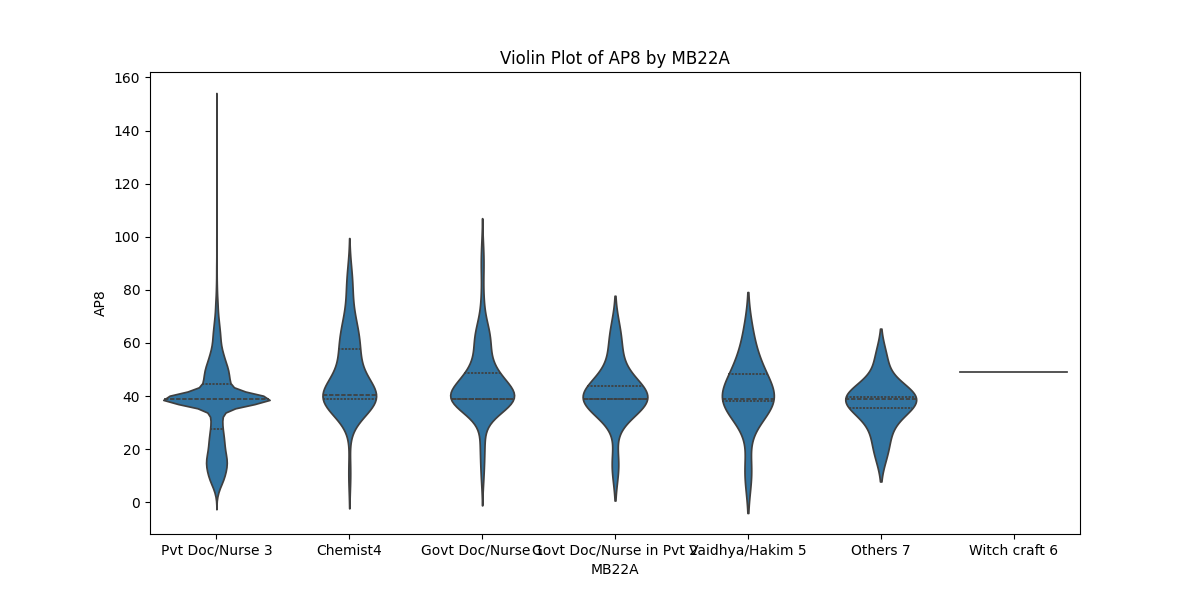 Violin Plot of AP8 by MB22A
160
140
120
100
80
60
40
20
0
AP8
Pvt Doc/Nurse 3
Chemist4
Govt Doc/Nurse 1
Govt Doc/Nurse in Pvt 2
Vaidhya/Hakim 5
Others 7
Witch craft 6
MB22A